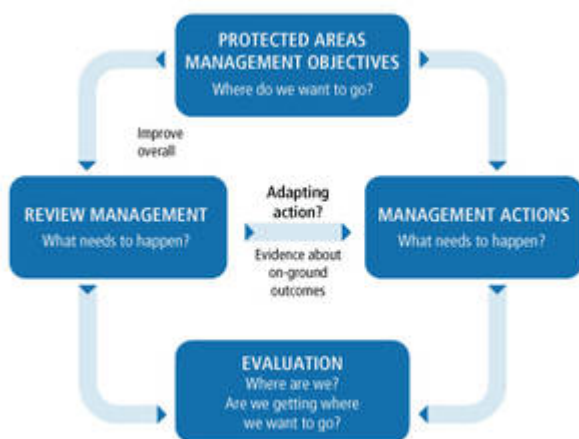 PROTECTED AREAS
MANAGEMENT OBJECTIVES
Where do we want to go?
Improve
overall
REVIEW MANAGEMENT
What needs to happen?
Adapting
action?
Evidence about
on-ground
outcomes
MANAGEMENT ACTIONS
What needs to happen?
EVALUATION
Where are we?
Are we getting where
we want to go?